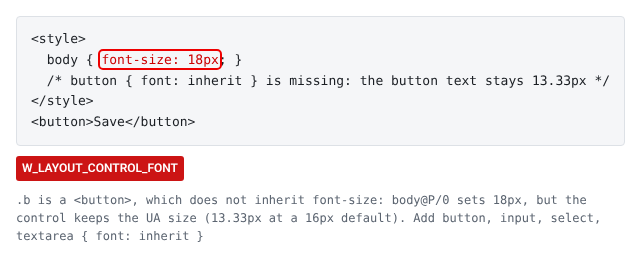 <style>
  body { font-size: 18px; }
  /* button { font: inherit } is missing: the button text stays 13.33px */
</style>
<button>Save</button>
W_LAYOUT_CONTROL_FONT
.b is a <button>, which does not inherit font-size: body@P/0 sets 18px, but the
control keeps the UA size (13.33px at a 16px default). Add button, input, select,
textarea { font: inherit }